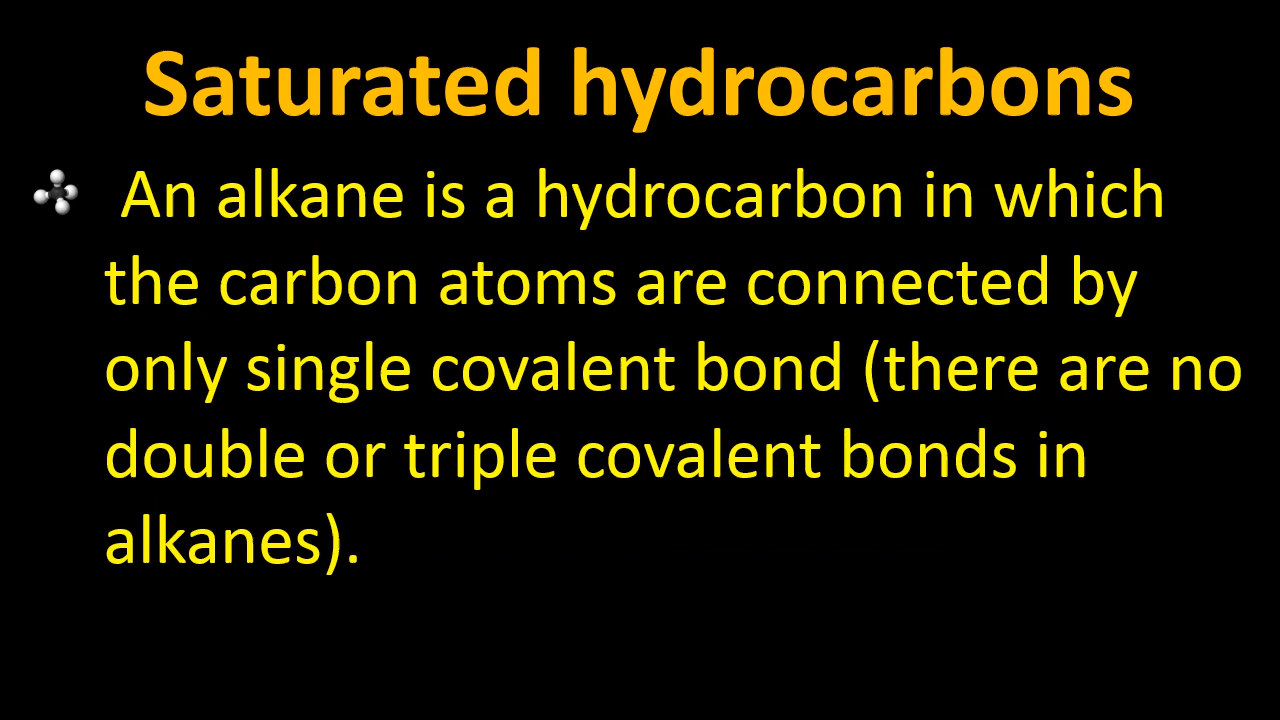 Saturated hydrocarbons
An alkane is a hydrocarbon in which
the carbon atoms are connected by
only single covalent bond (there are no
double or triple covalent bonds in
alkanes).